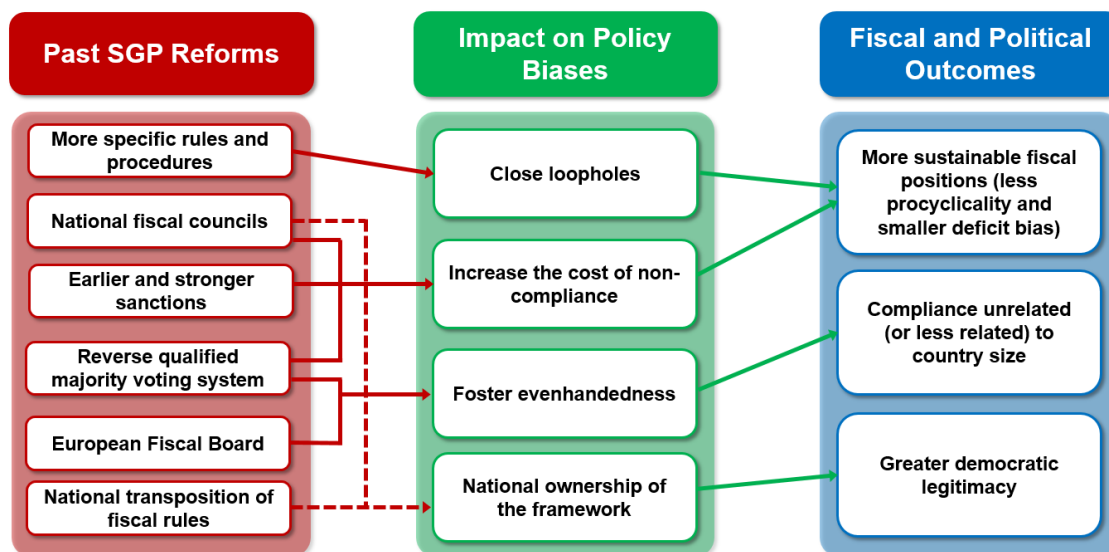 Past SGP Reforms
More specific rules and
procedures
National fiscal councils
Earlier and stronger
sanctions
Reverse qualified
majority voting system
European Fiscal Board
National transposition of
fiscal rules
Impact on Policy
Biases
Close loopholes
Increase the cost of non-
compliance
Foster evenhandedness
National ownership of
the framework
Fiscal and Political
Outcomes
More sustainable fiscal
positions (less
procyclicality and
smaller deficit bias)
Compliance unrelated
(or less related) to
country size
Greater democratic
legitimacy